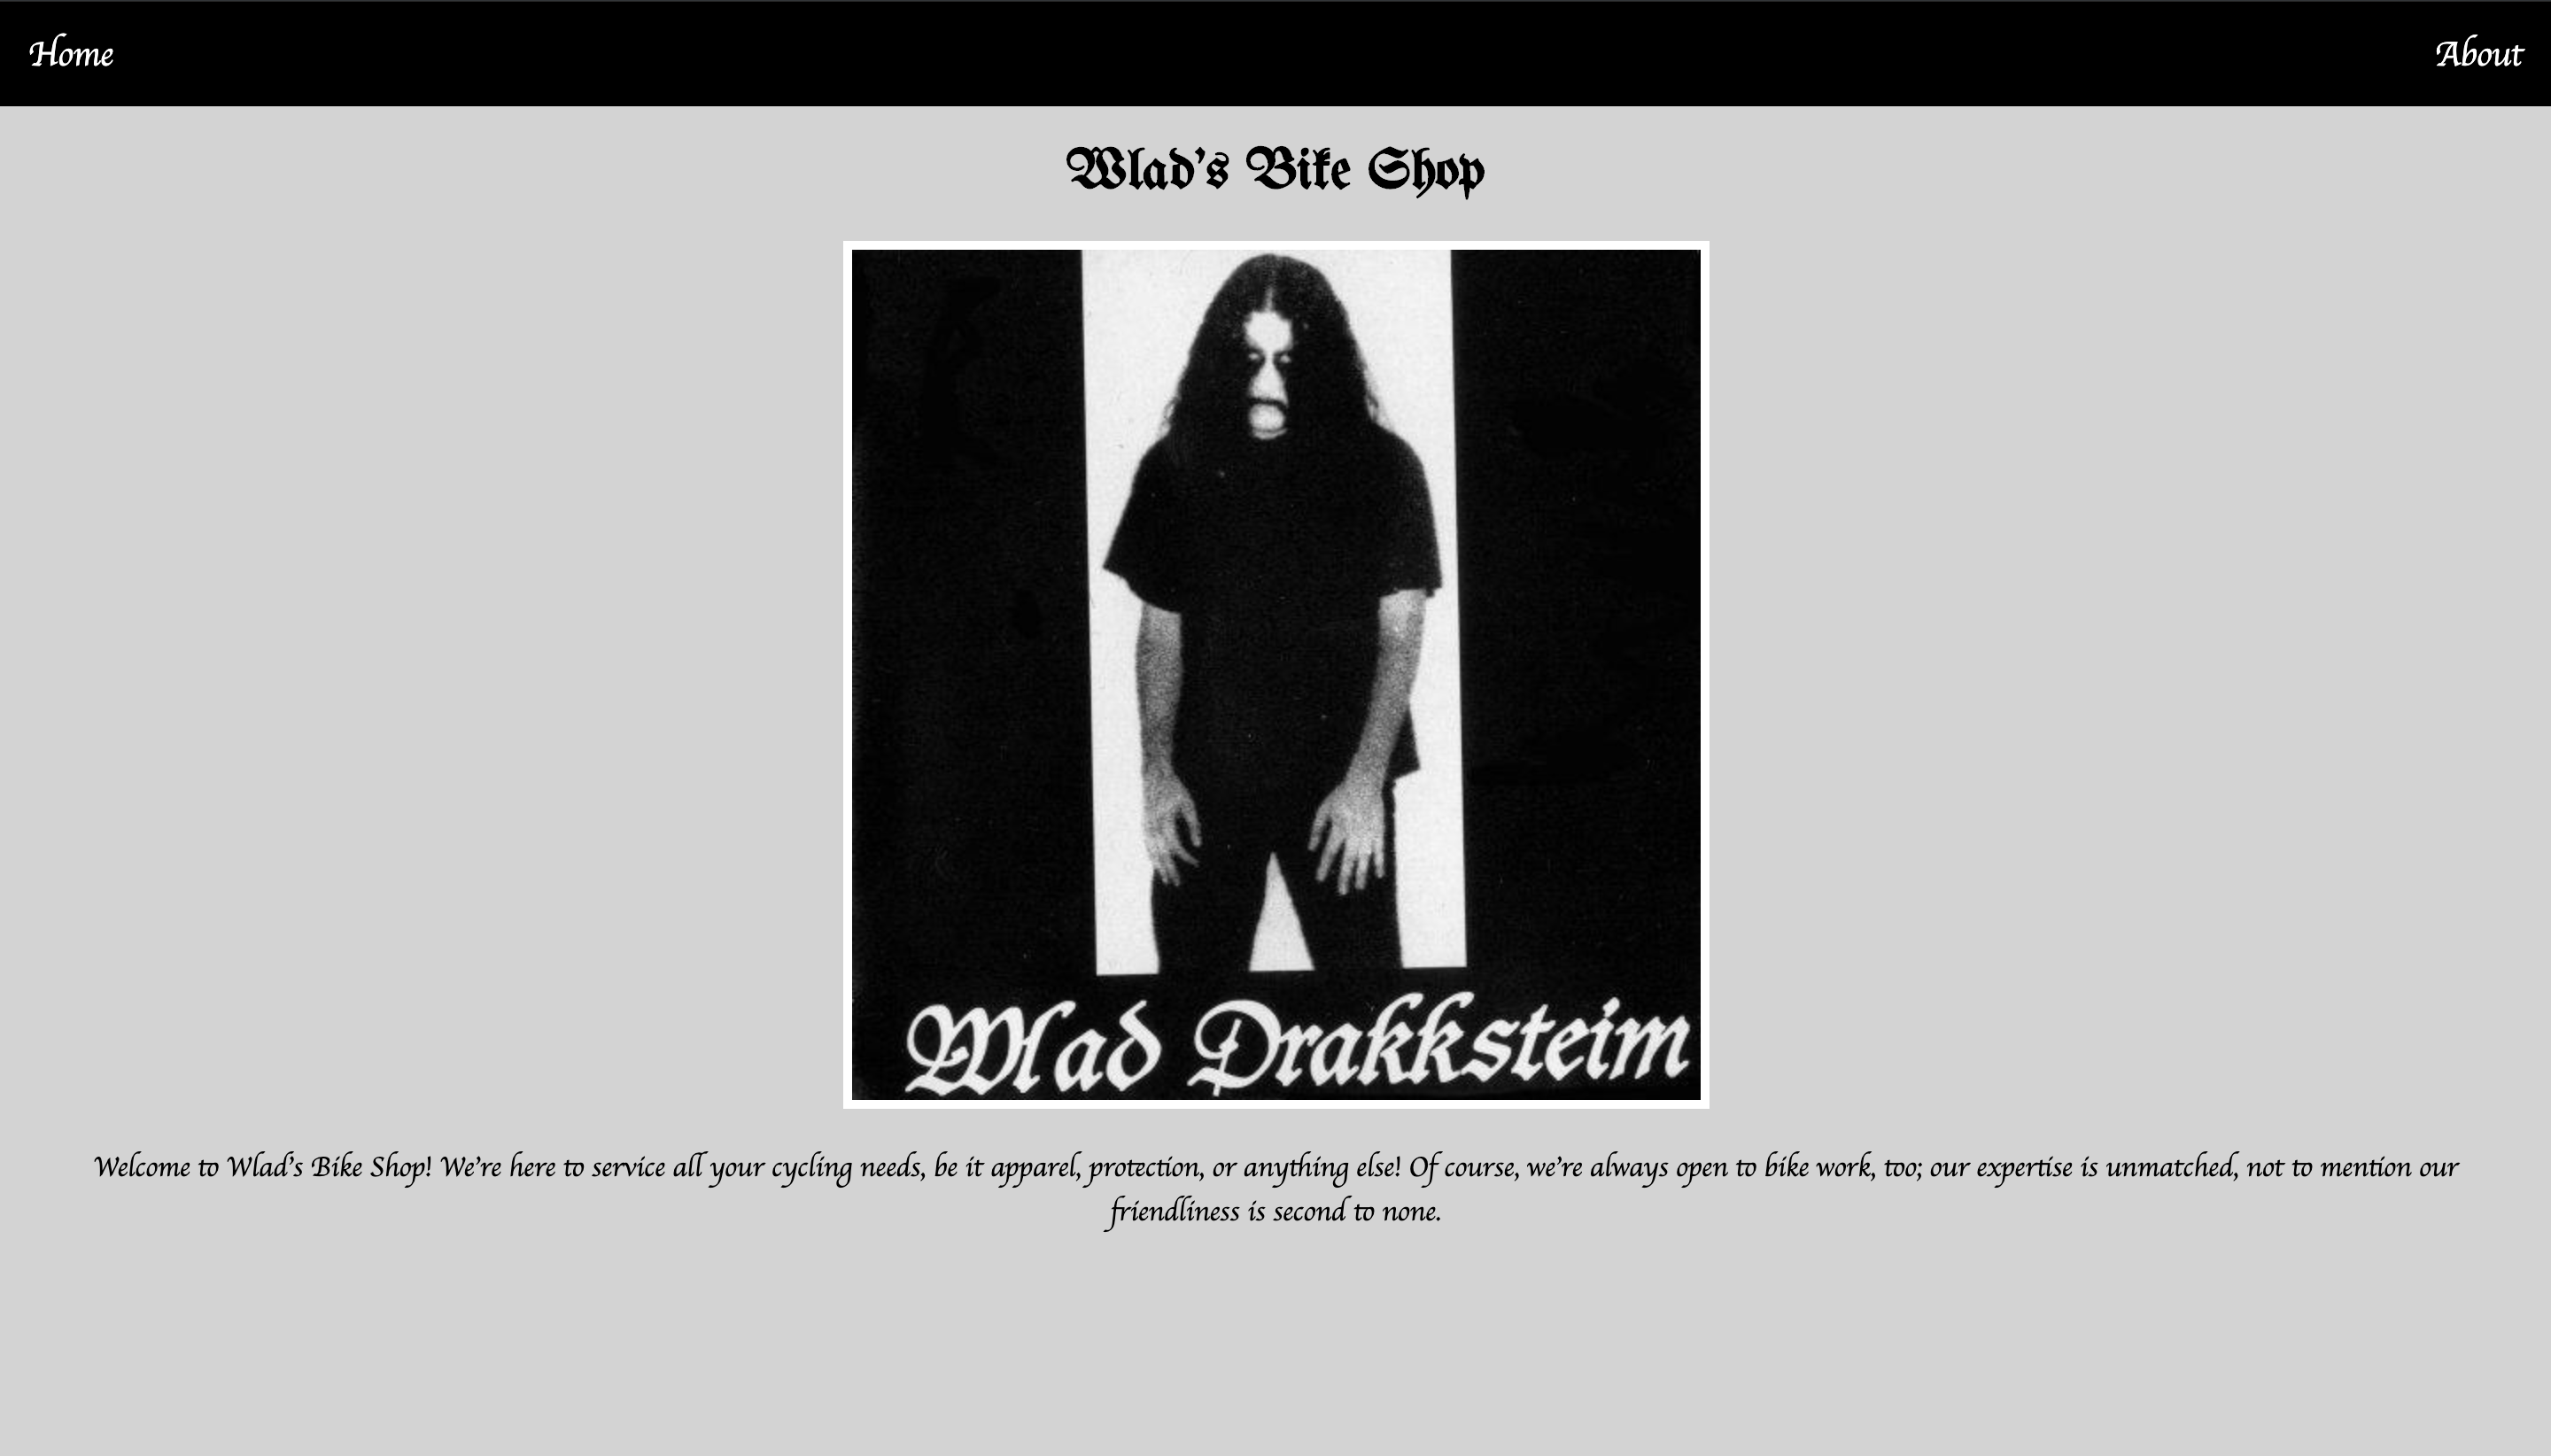 Home
About
Wlad's Bike Shop
Wlad Drakksteim
Welcome to Wlad's Bike Shop! We're here to service all your cycling needs, be it apparel, protection, or anything else! Of course, we're always open to bike work, too; our expertise is unmatched, not to mention our
friendliness is second to none.